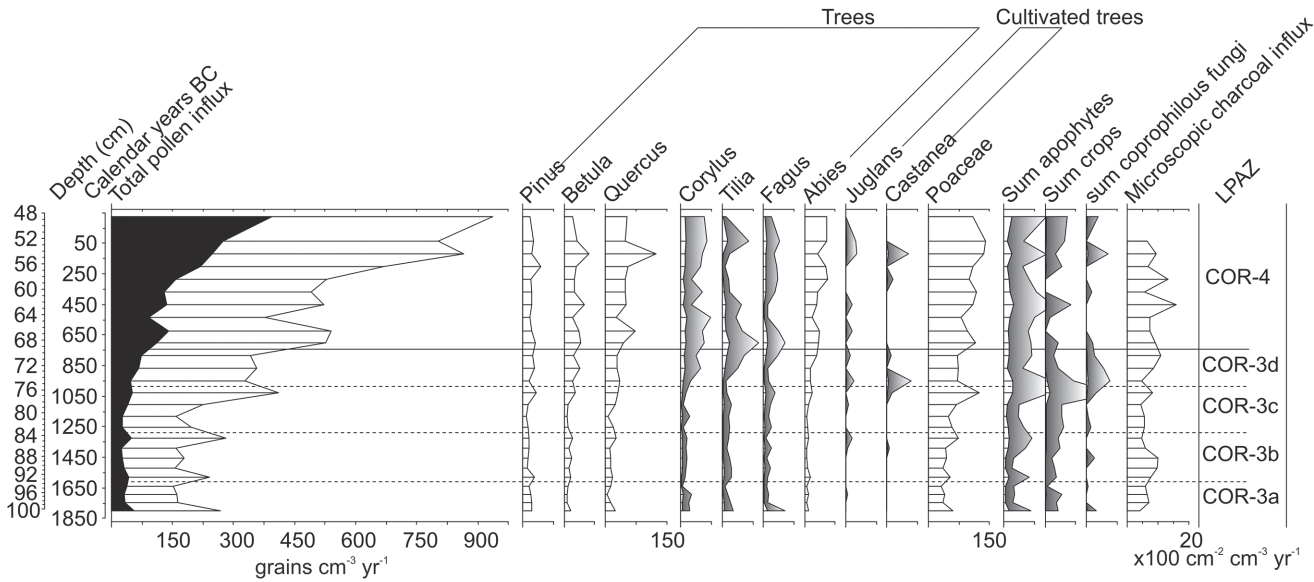 Trees
Cultivated trees
Depth (cm)
Calendar years BC
Total pollen influx
Pinus
Betula
Quercus
Corylus
Tilia
Fagus
Abies
Juglans
Castanea
Poaceae
Sum apophytes
Sum crops
sum coprophilous fungi
Microscopic charcoal influx
LPAZ
48
52
56
60
64
68
72
76
80
84
88
92
96
100
50
250
450
650
850
1050
1250
1450
1650
1850
COR-4
COR-3d
COR-3c
COR-3b
COR-3a
150 300 450 600 750 900
150
150
20
grains cm⁻³ yr⁻¹
x100 cm⁻² cm⁻³ yr⁻¹